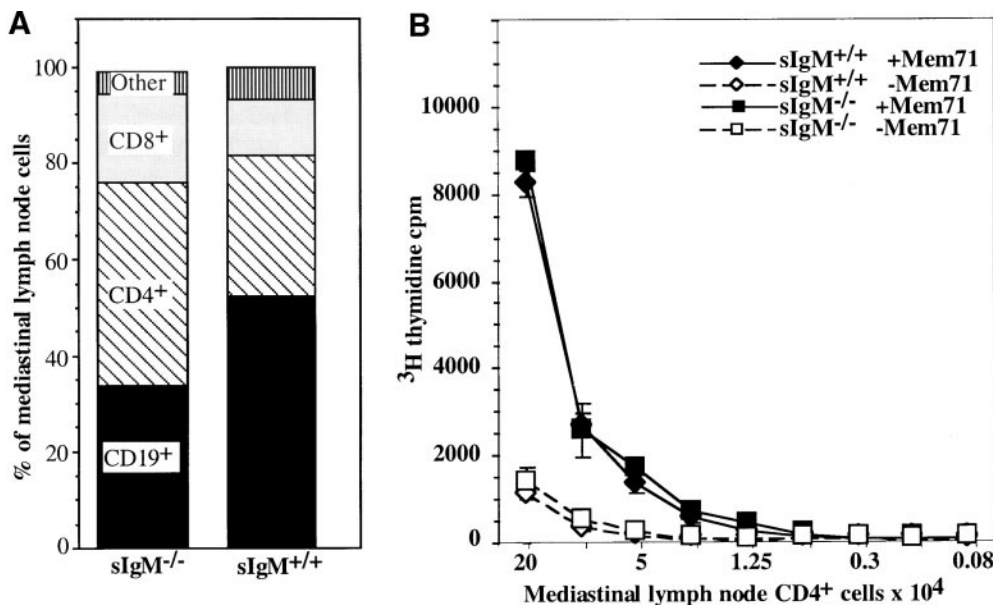 A
% of mediastinal lymph node cells
100
80
60
40
20
0
Other
CD8+
CD4+
CD19+
sIgM-/-
sIgM+/+
B
sIgM+/+ +Mem71
sIgM+/+ -Mem71
sIgM-/- +Mem71
sIgM-/- -Mem71
3H thymidine cpm
10000
8000
6000
4000
2000
0
20
5
1.25
0.3
0.08
Mediastinal lymph node CD4+ cells x 10^4